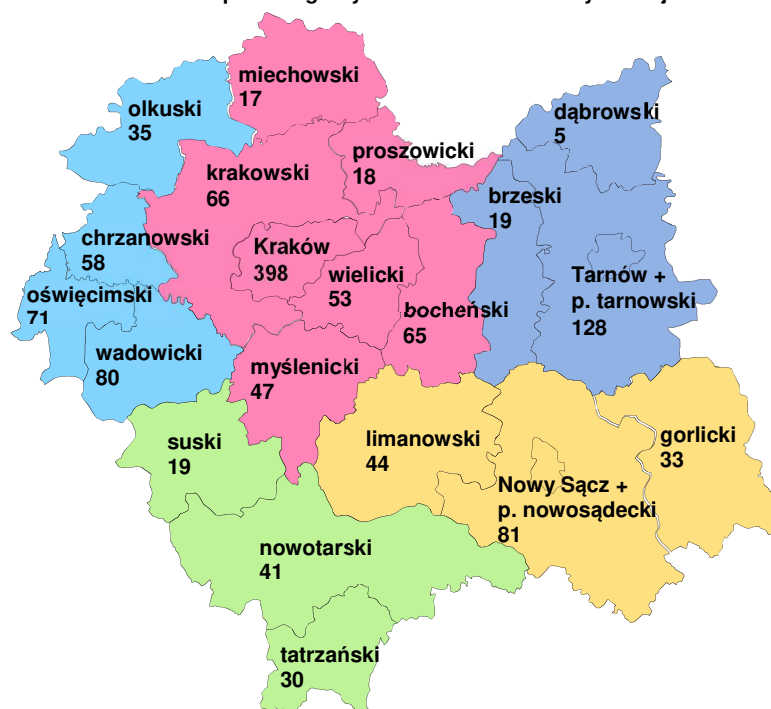 miechowski
17
olkuski
35
dąbrowski
5
proszowicki
18
krakowski
66
brzeski
19
chrzanowski
58
Kraków
398
wielicki
53
Tarnów +
p. tarnowski
128
oświęcimski
71
bocheński
65
wadowicki
80
myślenicki
47
suski
19
limanowski
44
gorlicki
33
Nowy Sącz +
p. nowosądecki
81
nowotarski
41
tatrzański
30